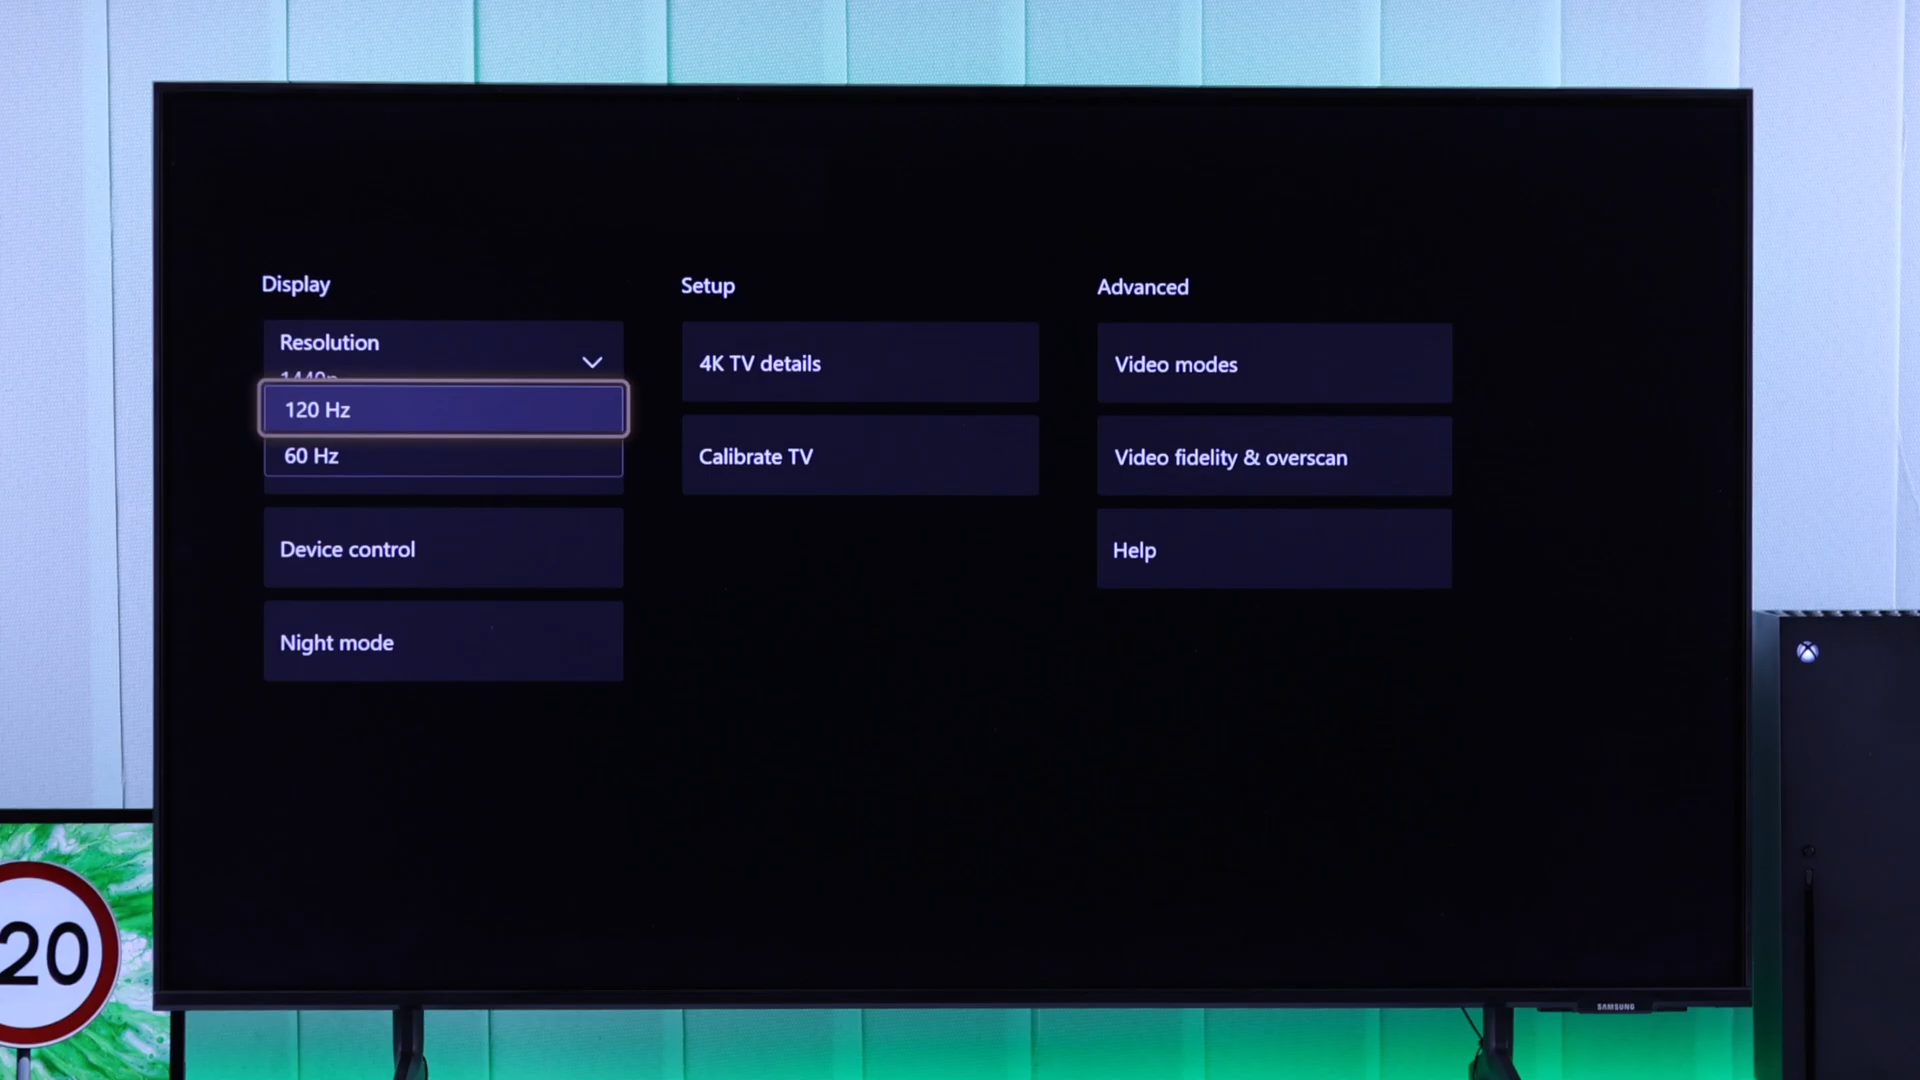 Display
Resolution
1440p
120 Hz
60 Hz
Device control
Night mode
Setup
4K TV details
Calibrate TV
Advanced
Video modes
Video fidelity & overscan
Help
20
SAMSUNG